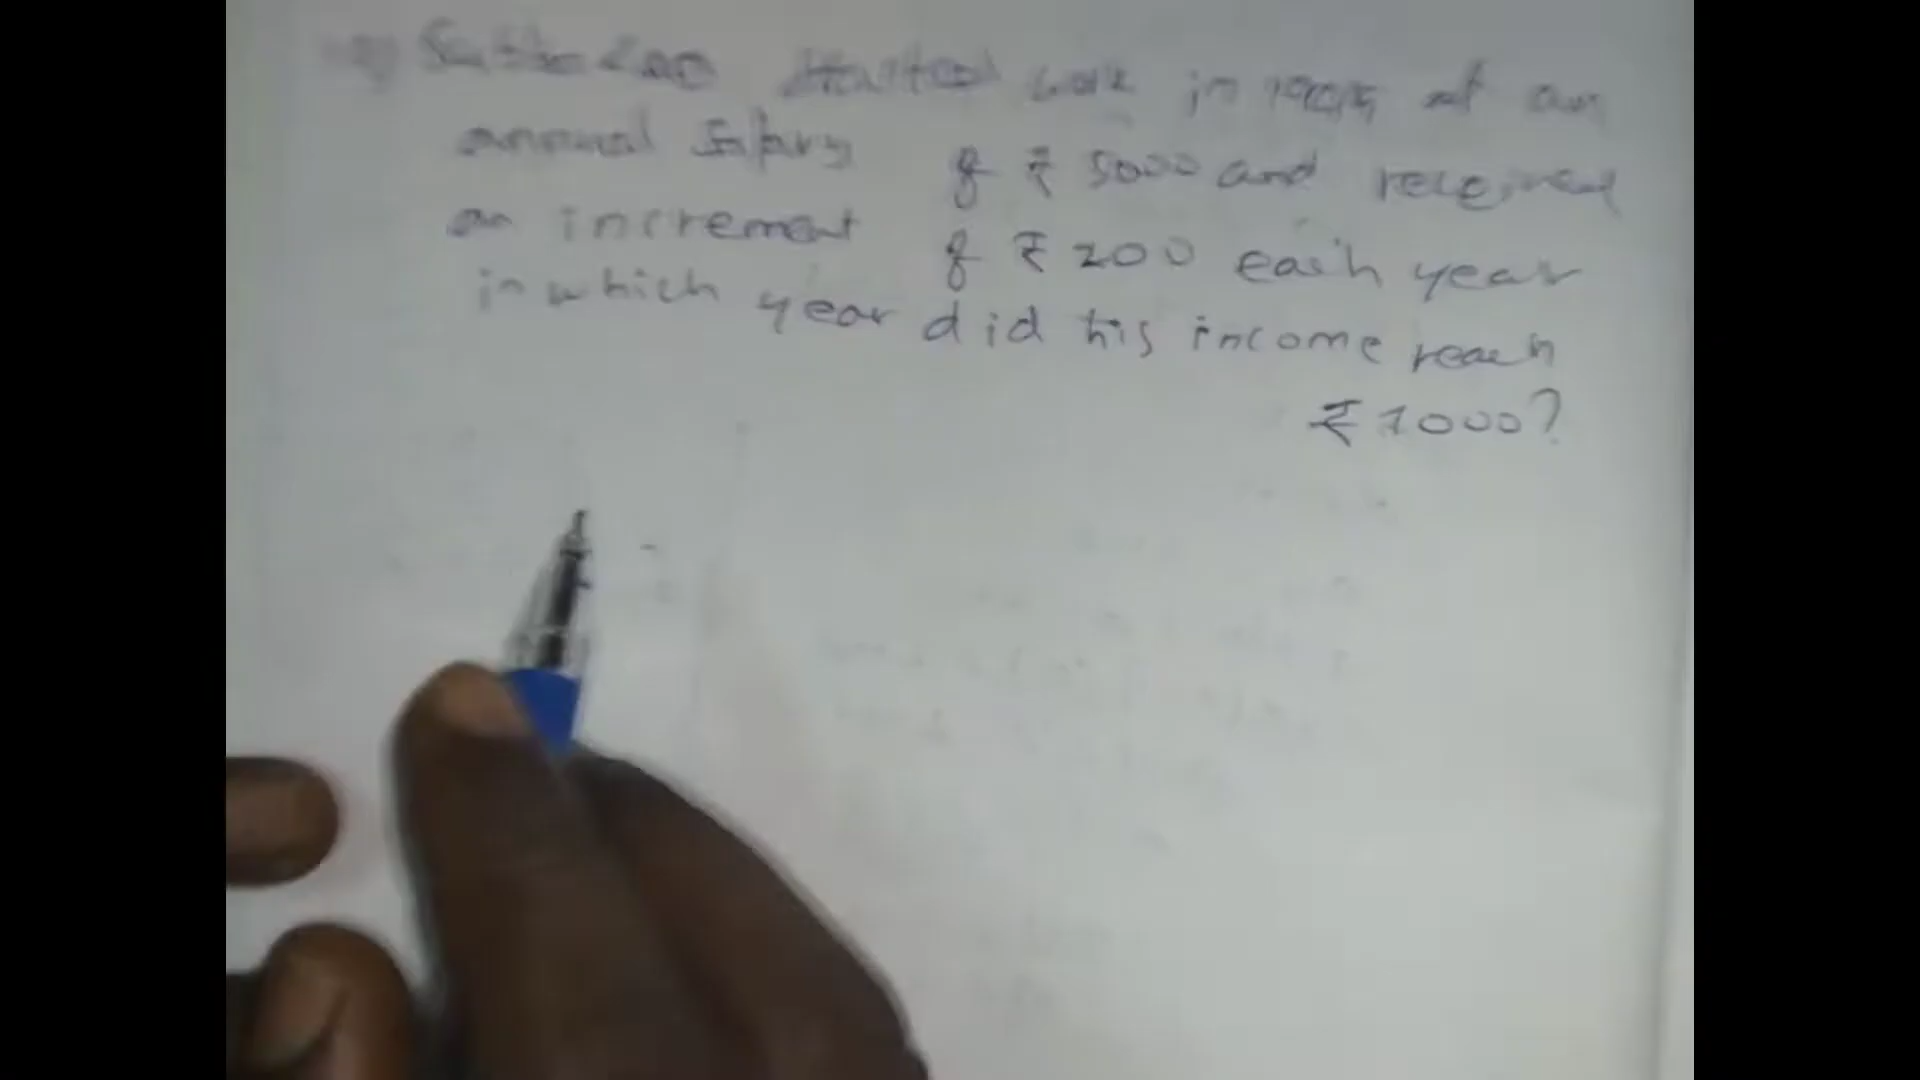 Subba Rao started work in 1995 at an
annual salary of ₹ 5000 and received
an increment of ₹ 200 each year
in which year did his income reach
₹ 7000?